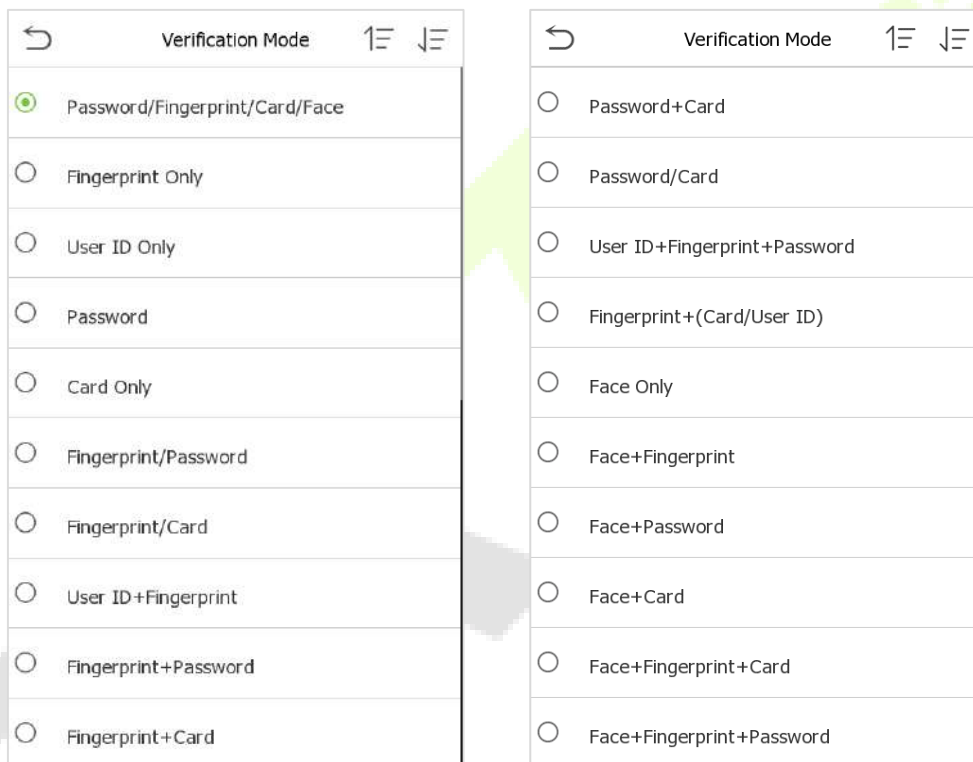 Verification Mode
Password/Fingerprint/Card/Face
Fingerprint Only
User ID Only
Password
Card Only
Fingerprint/Password
Fingerprint/Card
User ID+Fingerprint
Fingerprint+Password
Fingerprint+Card
Verification Mode
Password+Card
Password/Card
User ID+Fingerprint+Password
Fingerprint+(Card/User ID)
Face Only
Face+Fingerprint
Face+Password
Face+Card
Face+Fingerprint+Card
Face+Fingerprint+Password